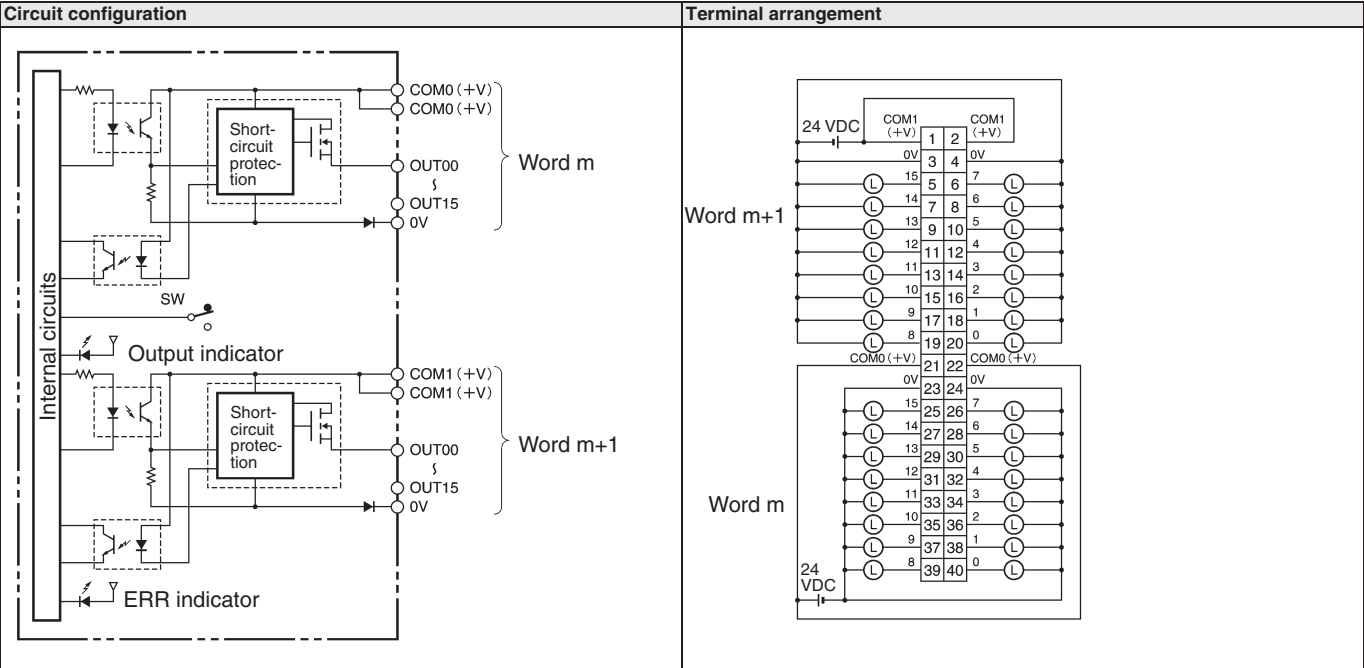 Circuit configuration
Terminal arrangement
Internal circuits
Short-
circuit
protec-
tion
COM0 (+V)
COM0 (+V)
OUT00
OUT15
0V
Word m
SW
Output indicator
Short-
circuit
protec-
tion
COM1 (+V)
COM1 (+V)
OUT00
OUT15
0V
Word m+1
ERR indicator
24 VDC
COM1
(+V)
COM1
(+V)
1 2
0V 3 4 0V
L 15 5 6 7 L
L 14 7 8 6 L
Word m+1
L 13 9 10 5 L
L 12 11 12 4 L
L 11 13 14 3 L
L 10 15 16 2 L
L 9 17 18 1 L
L 8 19 20 0 L
COM0 (+V) 21 22 COM0 (+V)
0V 23 24 0V
L 15 25 26 7 L
L 14 27 28 6 L
L 13 29 30 5 L
L 12 31 32 4 L
Word m
L 11 33 34 3 L
L 10 35 36 2 L
L 9 37 38 1 L
L 8 39 40 0 L
24
VDC